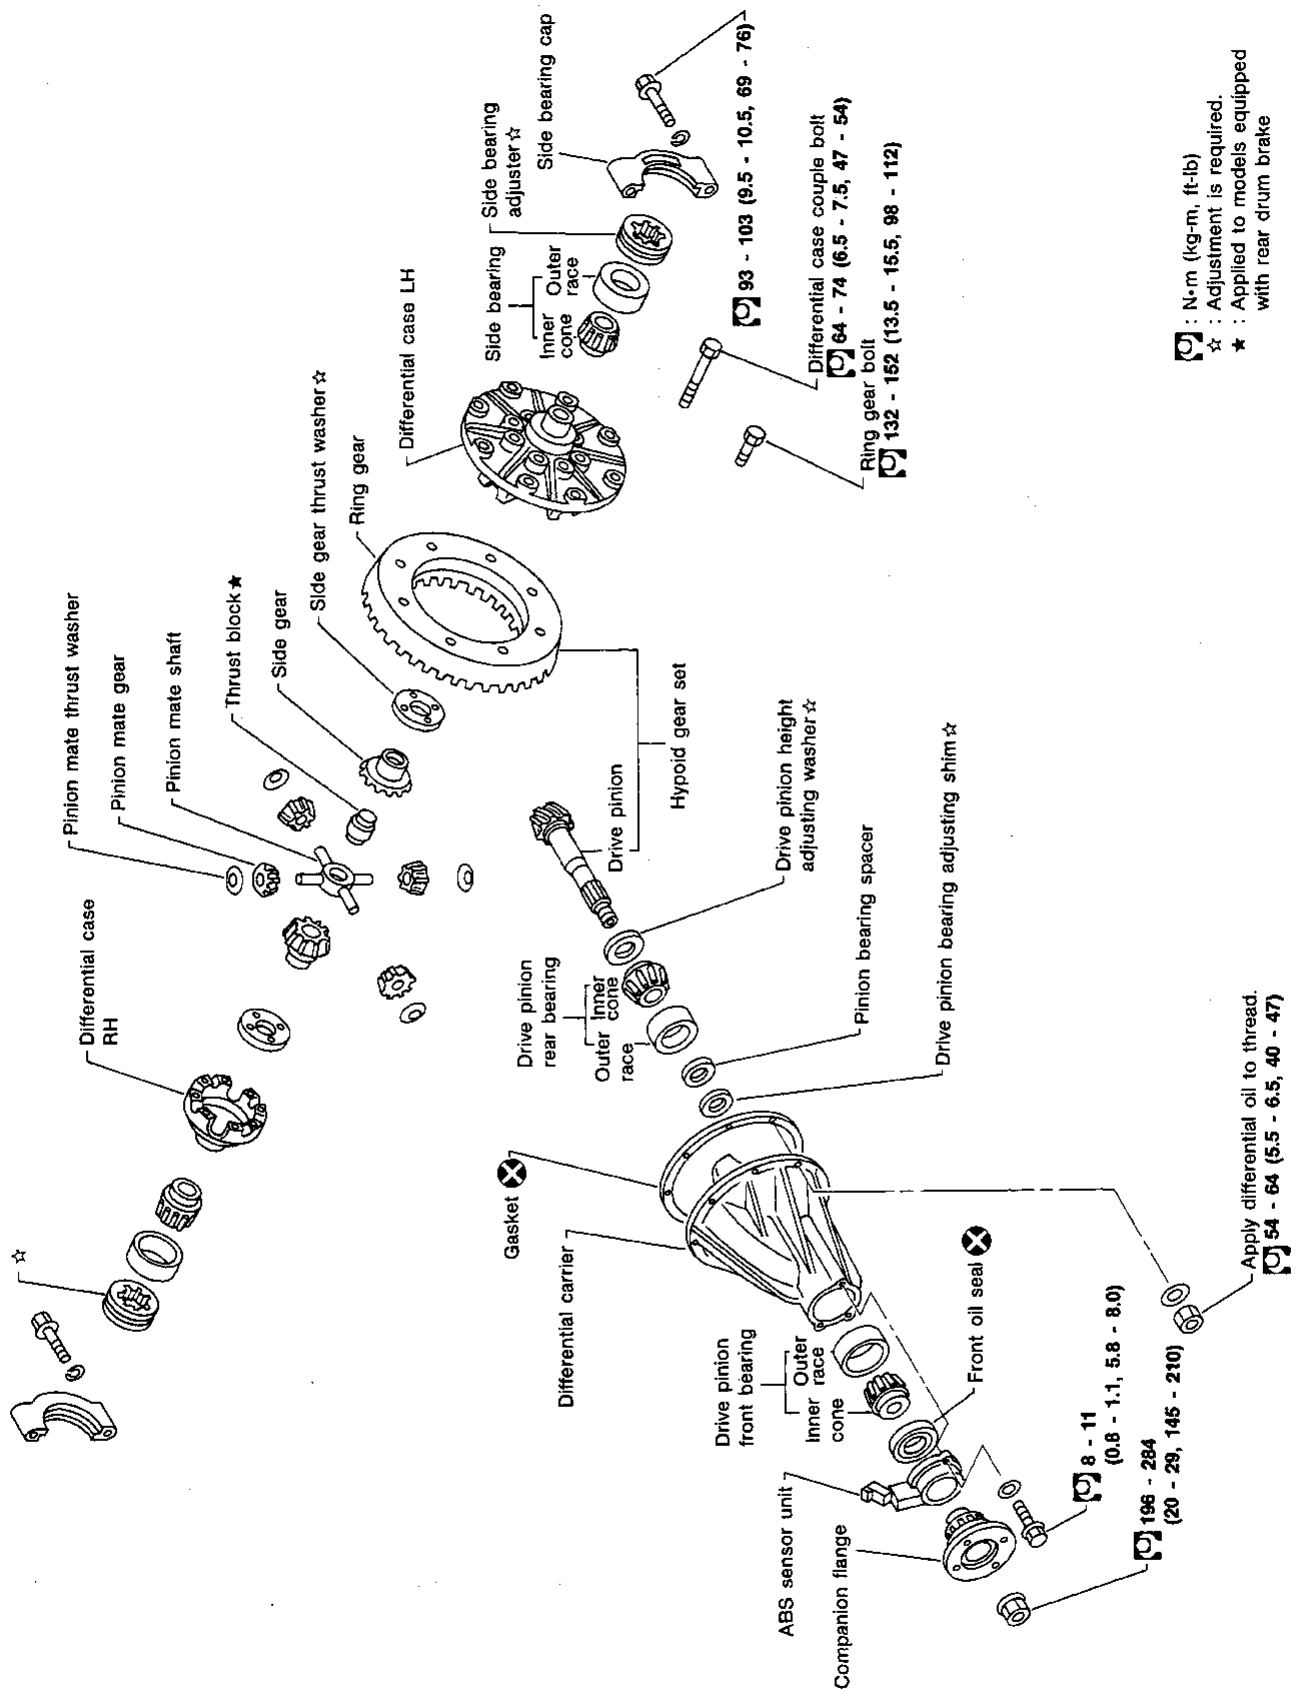 Side bearing cap
Side bearing
adjuster☆
Side bearing
Inner
cone
Outer
race
93 - 103 (9.5 - 10.5, 69 - 76)
Differential case LH
Differential case couple bolt
64 - 74 (6.5 - 7.5, 47 - 54)
Ring gear bolt
132 - 152 (13.5 - 15.5, 98 - 112)
Ring gear
Side gear thrust washer☆
Side gear
Thrust block★
Pinion mate shaft
Pinion mate gear
Pinion mate thrust washer
Differential case
RH
☆
Drive pinion
Hypoid gear set
Drive pinion height
adjusting washer☆
Drive pinion
rear bearing
Outer
race
Inner
cone
Pinion bearing spacer
Drive pinion bearing adjusting shim☆
Gasket
Differential carrier
Drive pinion
front bearing
Inner
cone
Outer
race
Front oil seal
ABS sensor unit
Companion flange
8 - 11
(0.8 - 1.1, 5.8 - 8.0)
196 - 284
(20 - 29, 145 - 210)
Apply differential oil to thread.
54 - 64 (5.5 - 6.5, 40 - 47)
: N•m (kg-m, ft-lb)
☆ : Adjustment is required.
★ : Applied to models equipped
with rear drum brake